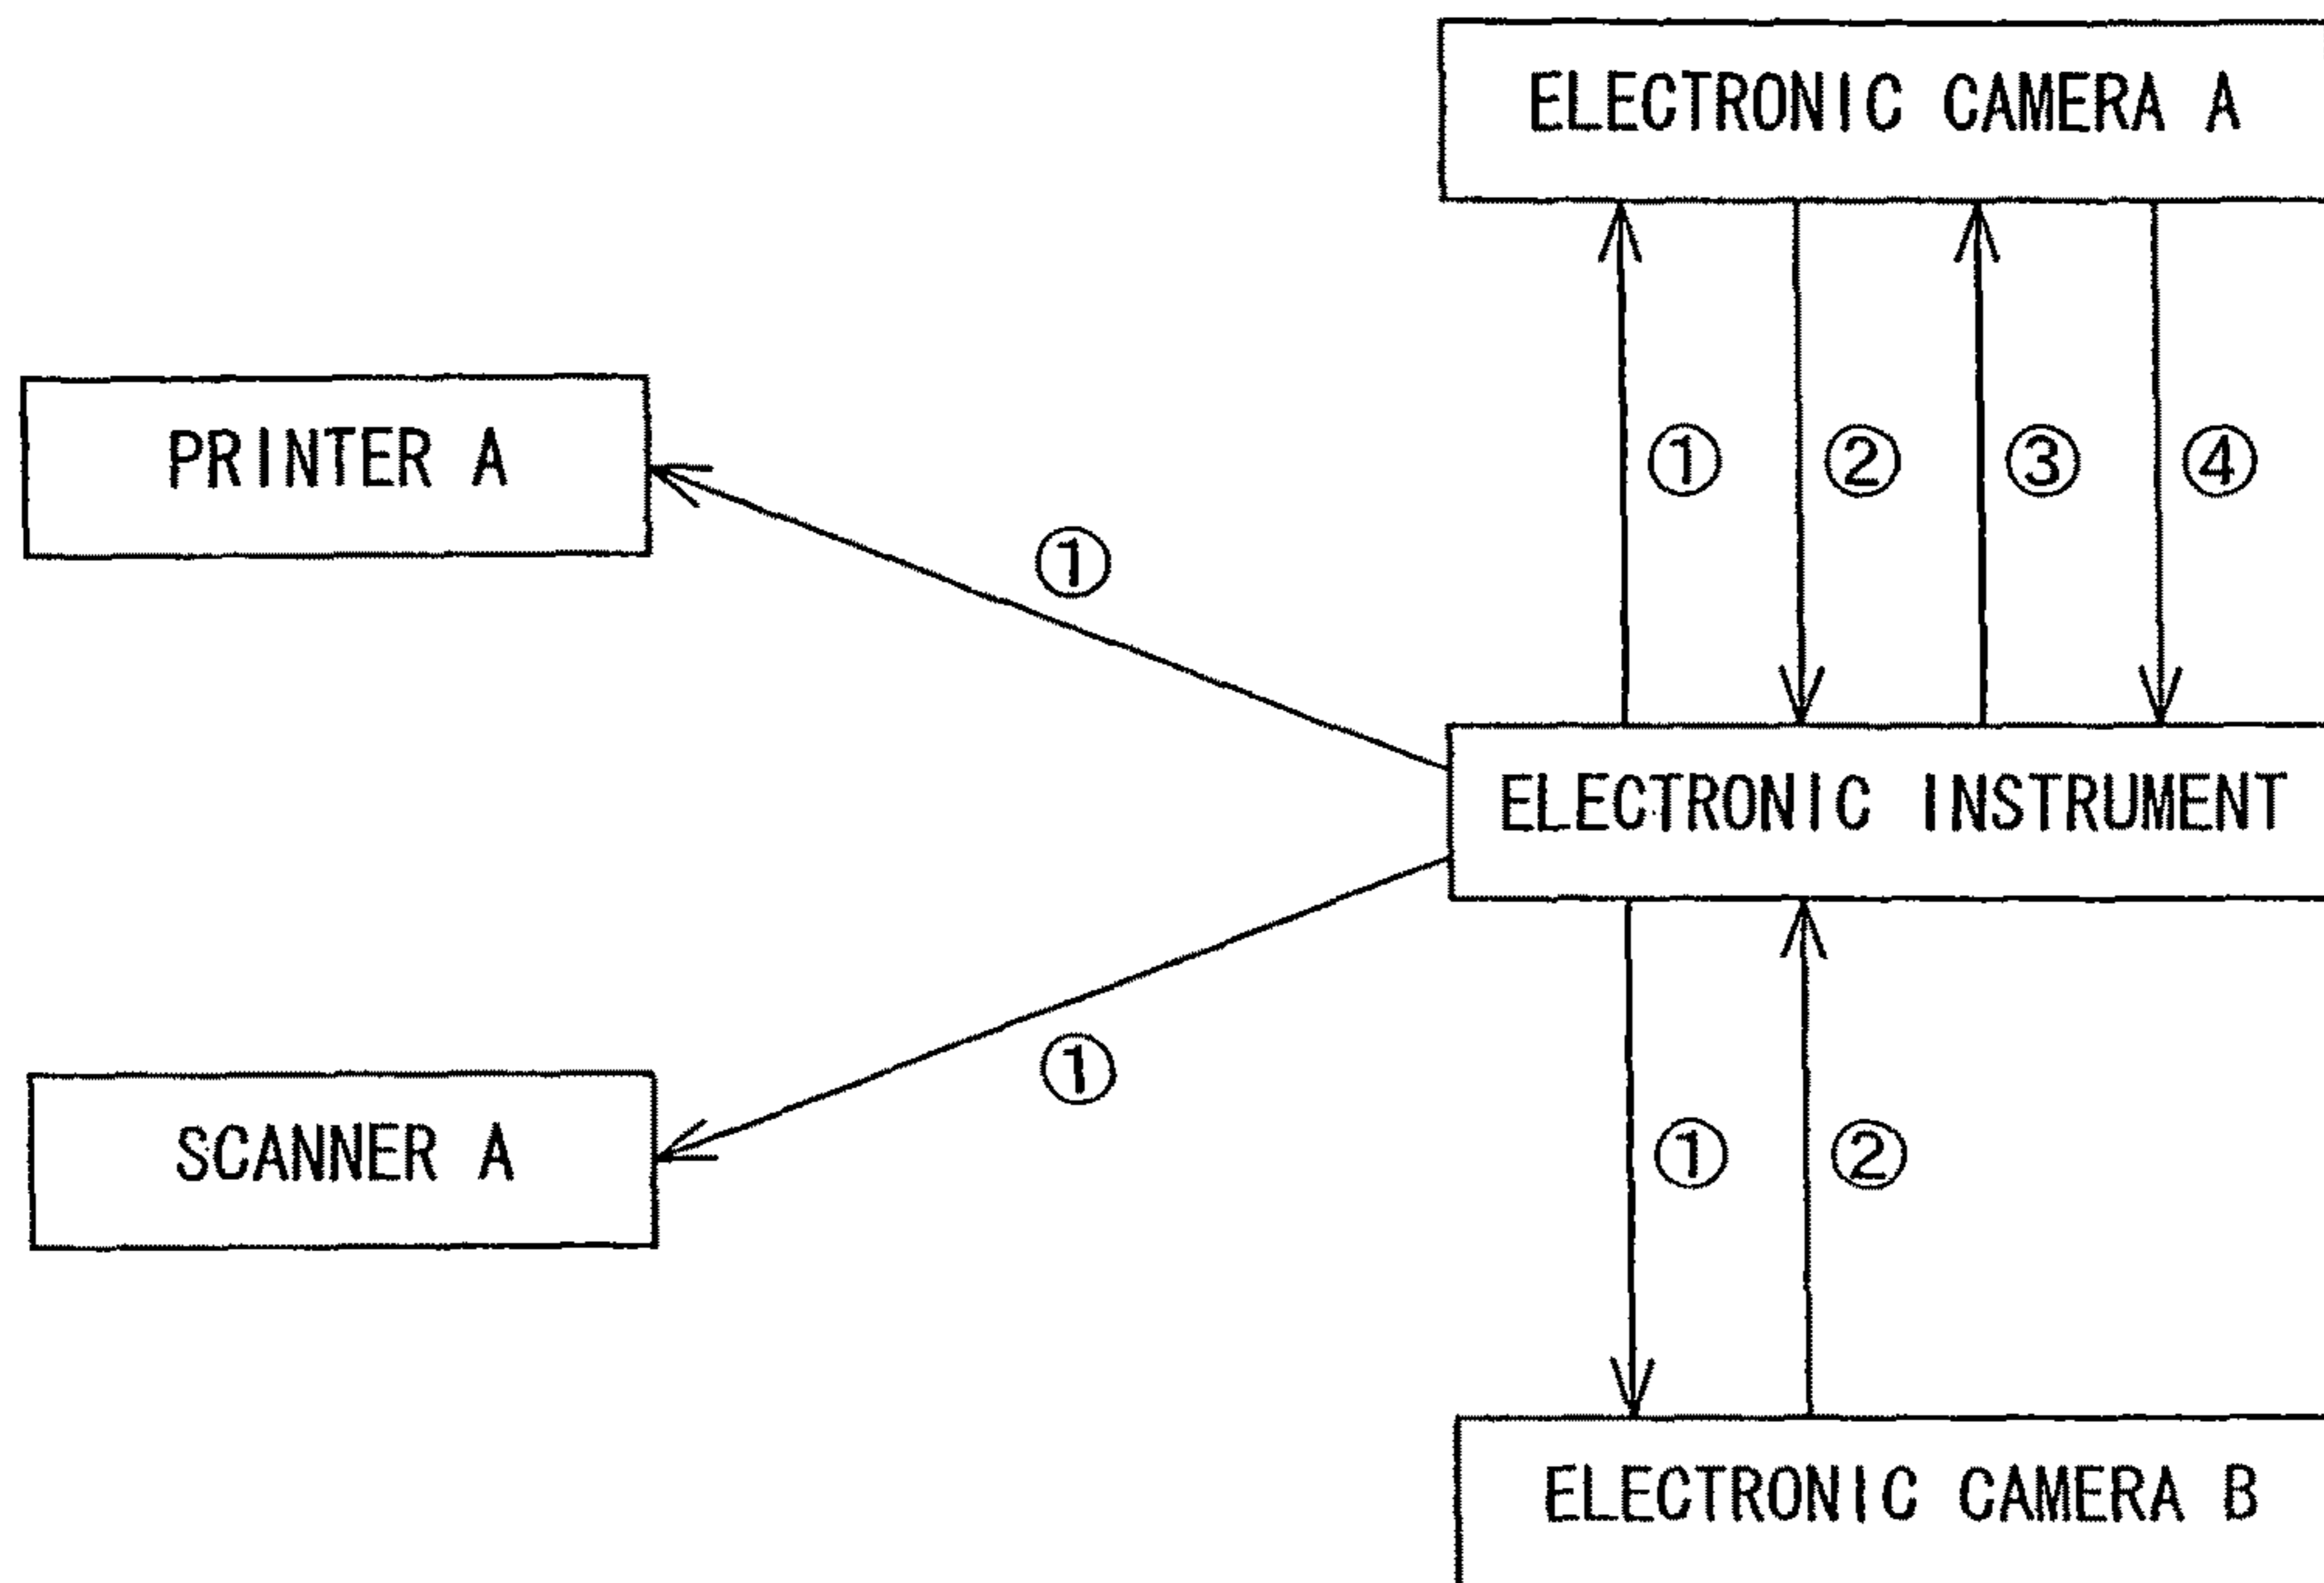 ELECTRONIC CAMERA A
PRINTER A
① ② ③ ④
①
ELECTRONIC INSTRUMENT
①
SCANNER A
① ②
ELECTRONIC CAMERA B